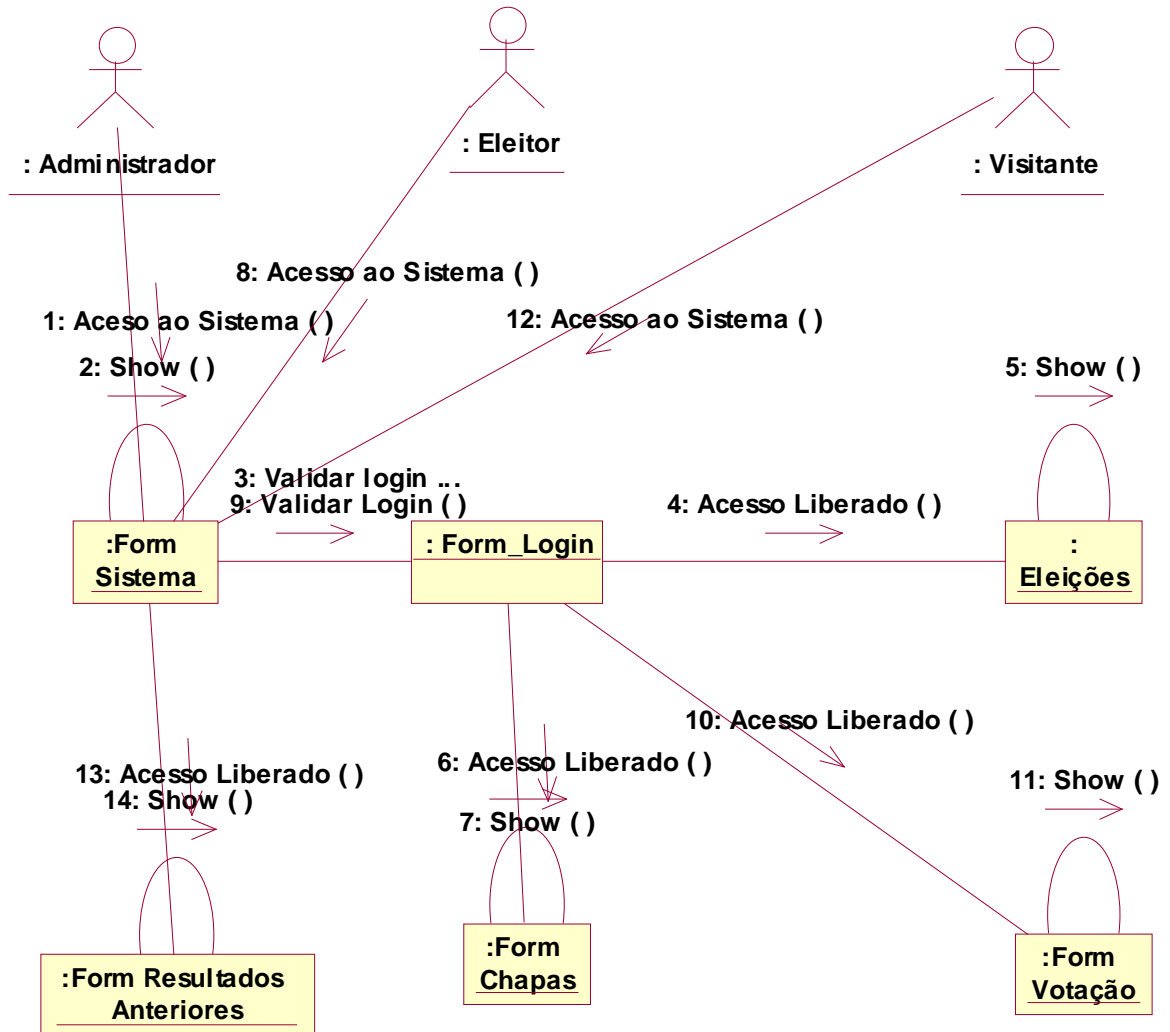 : Administrador
: Eleitor
: Visitante
8: Acesso ao Sistema ( )
1: Aceso ao Sistema ( )
12: Acesso ao Sistema ( )
2: Show ( )
5: Show ( )
3: Validar login ...
9: Validar Login ( )
4: Acesso Liberado ( )
:Form
Sistema
: Form_Login
:
Eleições
10: Acesso Liberado ( )
13: Acesso Liberado ( )
14: Show ( )
6: Acesso Liberado ( )
7: Show ( )
11: Show ( )
:Form Resultados
Anteriores
:Form
Chapas
:Form
Votação